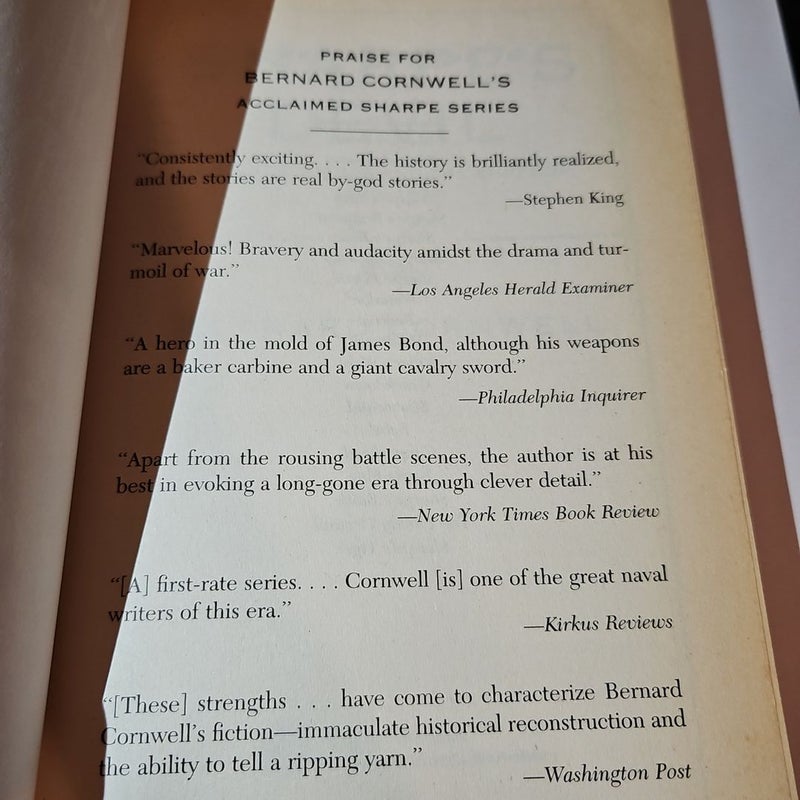 PRAISE FOR
BERNARD CORNWELL'S
ACCLAIMED SHARPE SERIES
"Consistently exciting. . . . The history is brilliantly realized,
and the stories are real by-god stories."
—Stephen King
"Marvelous! Bravery and audacity amidst the drama and tur-
moil of war."
—Los Angeles Herald Examiner
"A hero in the mold of James Bond, although his weapons
are a baker carbine and a giant cavalry sword."
—Philadelphia Inquirer
"Apart from the rousing battle scenes, the author is at his
best in evoking a long-gone era through clever detail."
—New York Times Book Review
"[A] first-rate series. . . . Cornwell [is] one of the great naval
writers of this era."
—Kirkus Reviews
"[These] strengths . . . have come to characterize Bernard
Cornwell's fiction—immaculate historical reconstruction and
the ability to tell a ripping yarn."
—Washington Post